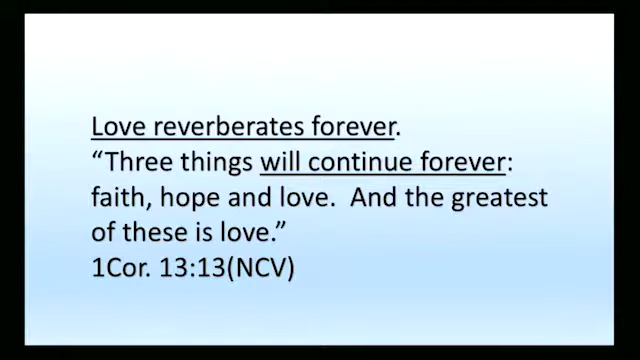 Love reverberates forever.
“Three things will continue forever:
faith, hope and love.  And the greatest
of these is love.”
1Cor. 13:13(NCV)